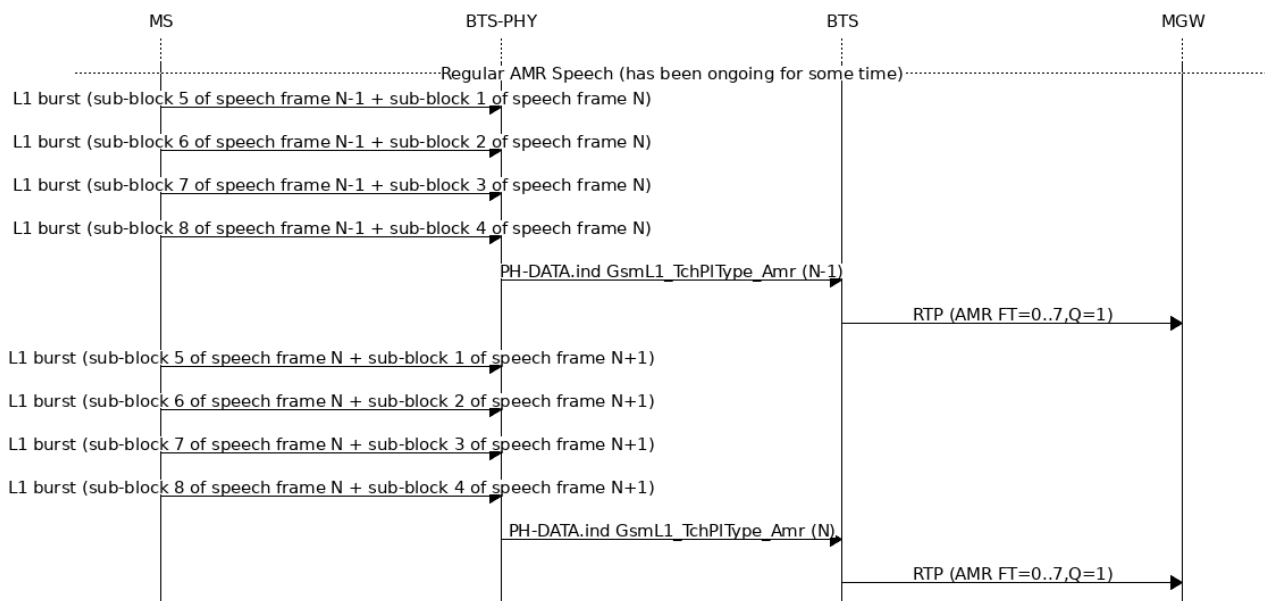 MS BTS-PHY BTS MGW
Regular AMR Speech (has been ongoing for some time)
L1 burst (sub-block 5 of speech frame N-1 + sub-block 1 of speech frame N)
L1 burst (sub-block 6 of speech frame N-1 + sub-block 2 of speech frame N)
L1 burst (sub-block 7 of speech frame N-1 + sub-block 3 of speech frame N)
L1 burst (sub-block 8 of speech frame N-1 + sub-block 4 of speech frame N)
PH-DATA.ind GsmL1_TchPlType_Amr (N-1)
RTP (AMR FT=0..7,Q=1)
L1 burst (sub-block 5 of speech frame N + sub-block 1 of speech frame N+1)
L1 burst (sub-block 6 of speech frame N + sub-block 2 of speech frame N+1)
L1 burst (sub-block 7 of speech frame N + sub-block 3 of speech frame N+1)
L1 burst (sub-block 8 of speech frame N + sub-block 4 of speech frame N+1)
PH-DATA.ind GsmL1_TchPlType_Amr (N)
RTP (AMR FT=0..7,Q=1)